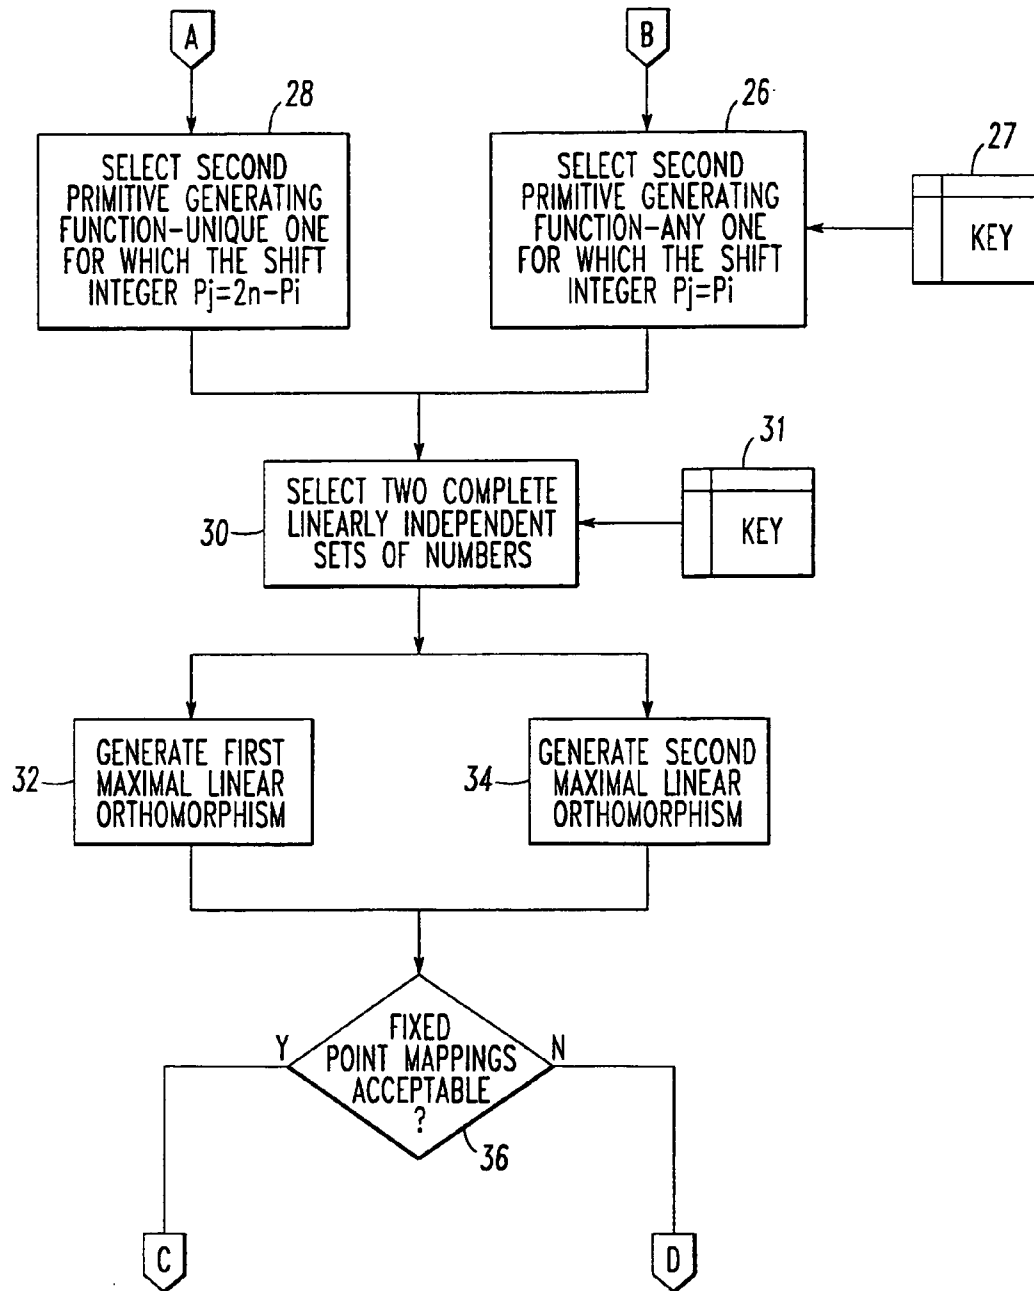 A
B
28
26
27
SELECT SECOND
PRIMITIVE GENERATING
FUNCTION-UNIQUE ONE
FOR WHICH THE SHIFT
INTEGER Pj=2n-Pi
SELECT SECOND
PRIMITIVE GENERATING
FUNCTION-ANY ONE
FOR WHICH THE SHIFT
INTEGER Pj=Pi
KEY
31
30
SELECT TWO COMPLETE
LINEARLY INDEPENDENT
SETS OF NUMBERS
KEY
32
GENERATE FIRST
MAXIMAL LINEAR
ORTHOMORPHISM
34
GENERATE SECOND
MAXIMAL LINEAR
ORTHOMORPHISM
Y
FIXED
POINT MAPPINGS
ACCEPTABLE
?
N
36
C
D